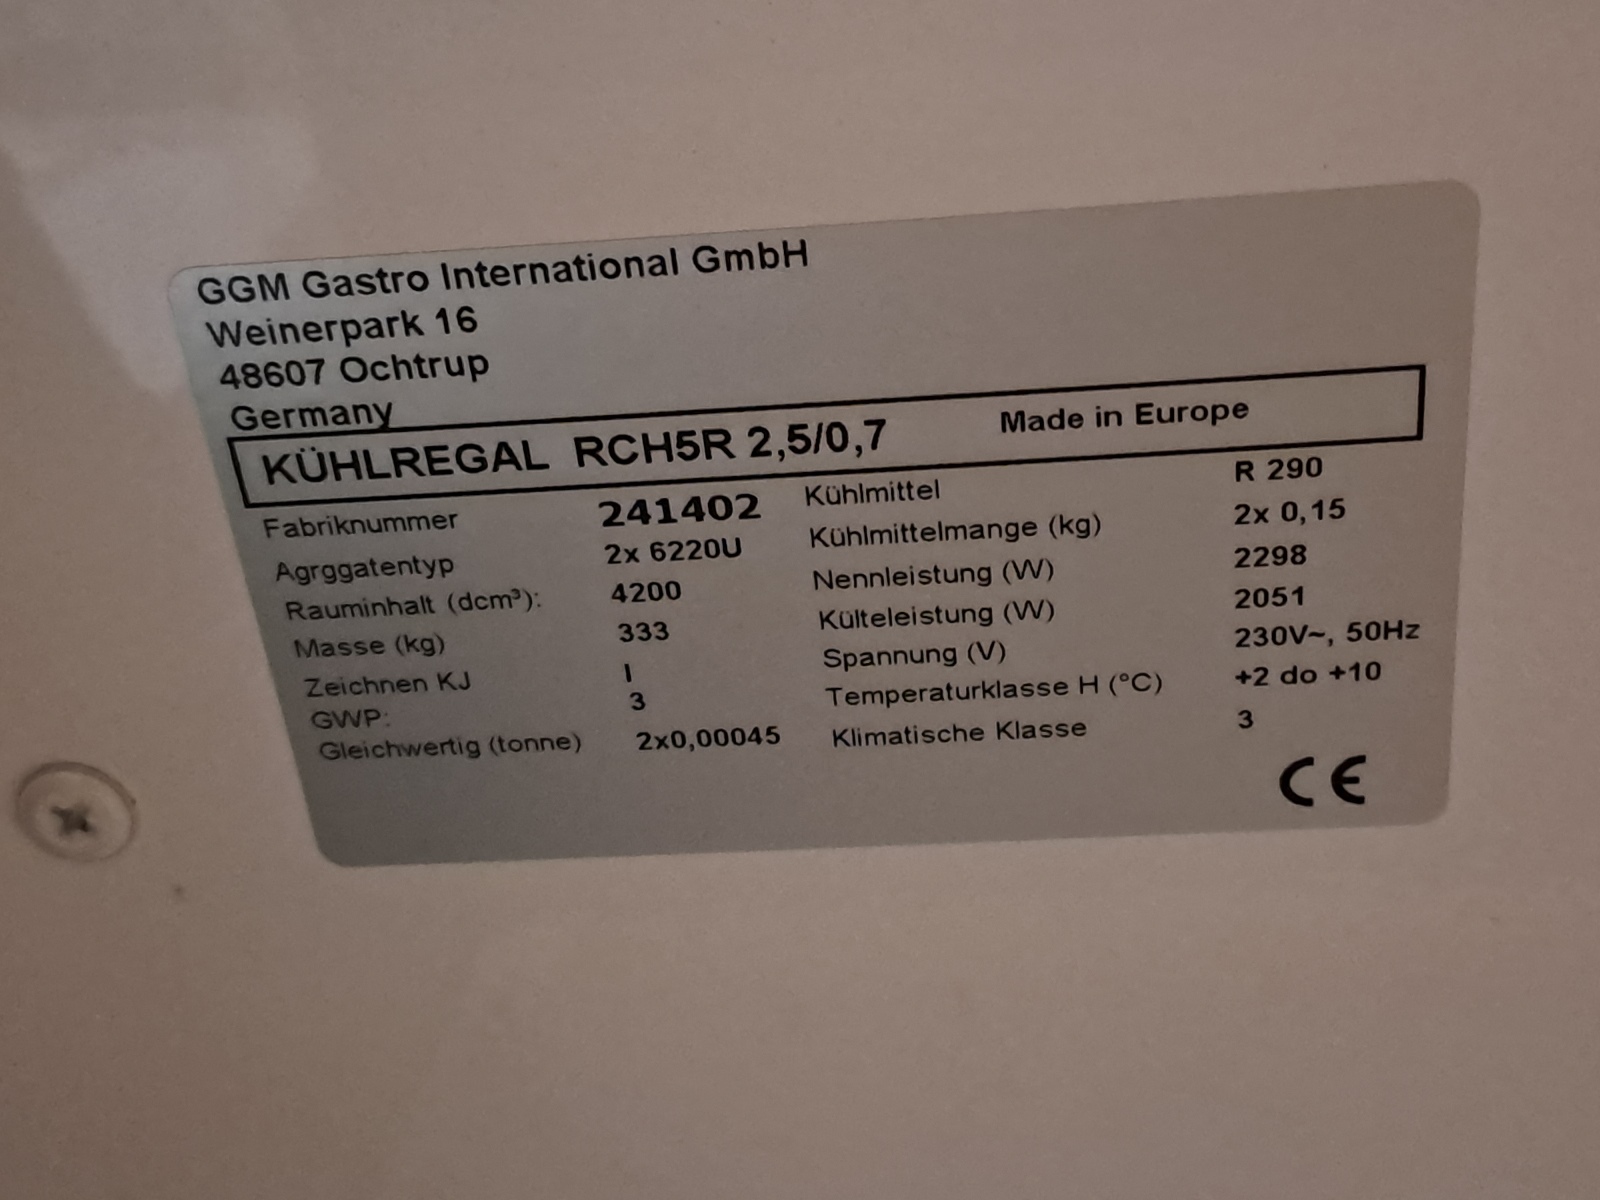 GGM Gastro International GmbH
Weinerpark 16
48607 Ochtrup
Germany
KÜHLREGAL RCH5R 2,5/0,7 Made in Europe
Fabriknummer 241402
Agrggatentyp 2x 6220U
Rauminhalt (dcm³): 4200
Masse (kg) 333
Zeichnen KJ I
GWP: 3
Gleichwertig (tonne) 2x0,00045
Kühlmittel R 290
Kühlmittelmange (kg) 2x 0,15
Nennleistung (W) 2298
Külteleistung (W) 2051
Spannung (V) 230V~, 50Hz
Temperaturklasse H (°C) +2 do +10
Klimatische Klasse 3
CE